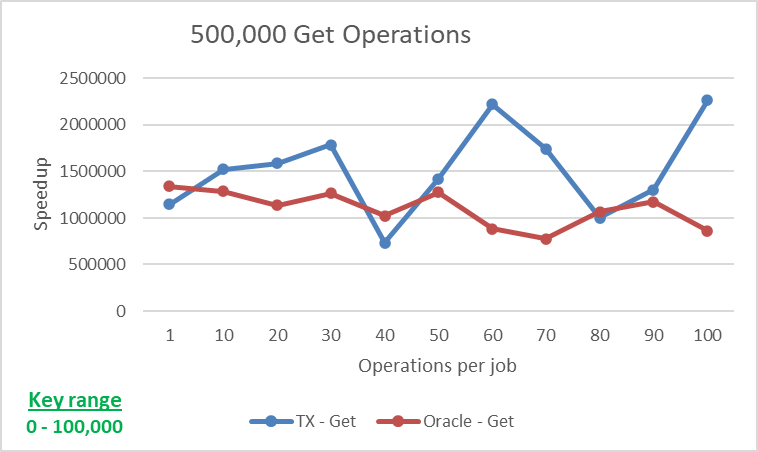 500,000 Get Operations
2500000
2000000
1500000
1000000
500000
0
Speedup
1 10 20 30 40 50 60 70 80 90 100
Operations per job
Key range
0 - 100,000
TX - Get Oracle - Get